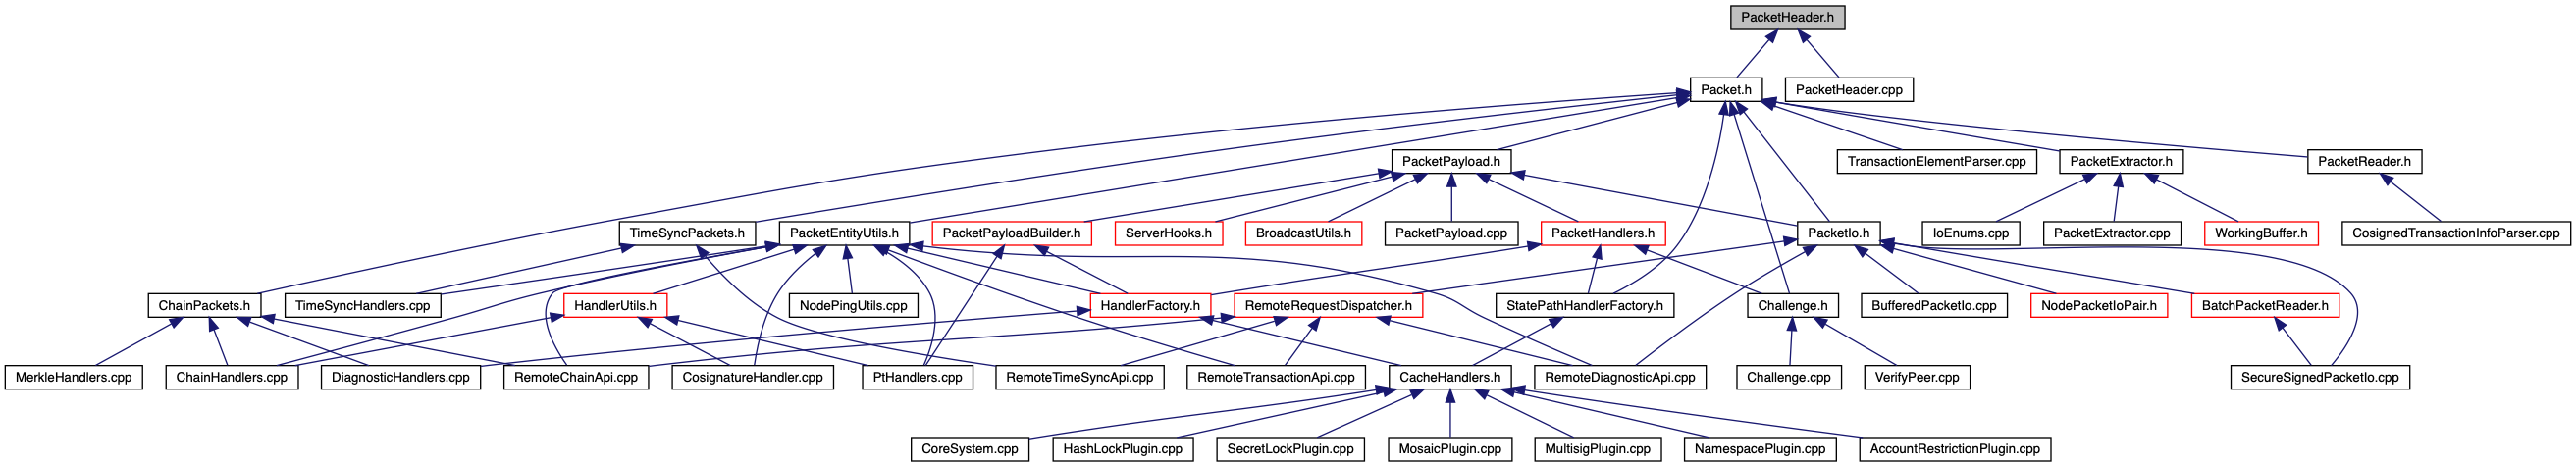 PacketHeader.h
Packet.h
PacketHeader.cpp
PacketPayload.h
TransactionElementParser.cpp
PacketExtractor.h
PacketReader.h
TimeSyncPackets.h
PacketEntityUtils.h
PacketPayloadBuilder.h
ServerHooks.h
BroadcastUtils.h
PacketPayload.cpp
PacketHandlers.h
PacketIo.h
IoEnums.cpp
PacketExtractor.cpp
WorkingBuffer.h
CosignedTransactionInfoParser.cpp
ChainPackets.h
TimeSyncHandlers.cpp
HandlerUtils.h
NodePingUtils.cpp
HandlerFactory.h
RemoteRequestDispatcher.h
StatePathHandlerFactory.h
Challenge.h
BufferedPacketIo.cpp
NodePacketIoPair.h
BatchPacketReader.h
MerkleHandlers.cpp
ChainHandlers.cpp
DiagnosticHandlers.cpp
RemoteChainApi.cpp
CosignatureHandler.cpp
PtHandlers.cpp
RemoteTimeSyncApi.cpp
RemoteTransactionApi.cpp
CacheHandlers.h
RemoteDiagnosticApi.cpp
Challenge.cpp
VerifyPeer.cpp
SecureSignedPacketIo.cpp
CoreSystem.cpp
HashLockPlugin.cpp
SecretLockPlugin.cpp
MosaicPlugin.cpp
MultisigPlugin.cpp
NamespacePlugin.cpp
AccountRestrictionPlugin.cpp